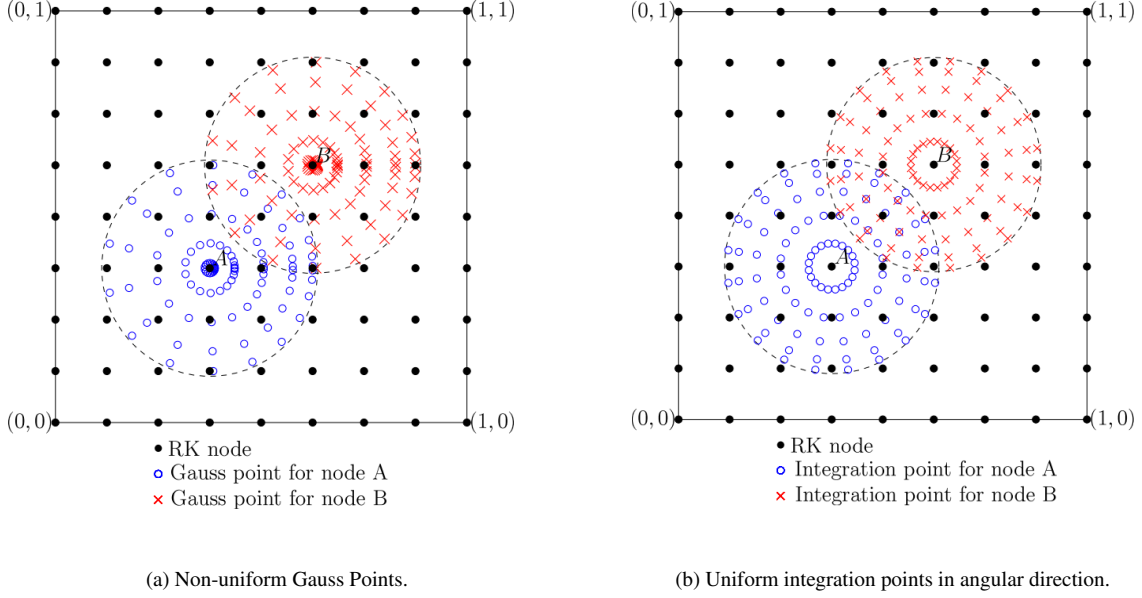 (0, 1)
(1, 1)
B
A
(0, 0)
(1, 0)
RK node
Gauss point for node A
Gauss point for node B
(a) Non-uniform Gauss Points.
(0, 1)
(1, 1)
B
A
(0, 0)
(1, 0)
RK node
Integration point for node A
Integration point for node B
(b) Uniform integration points in angular direction.